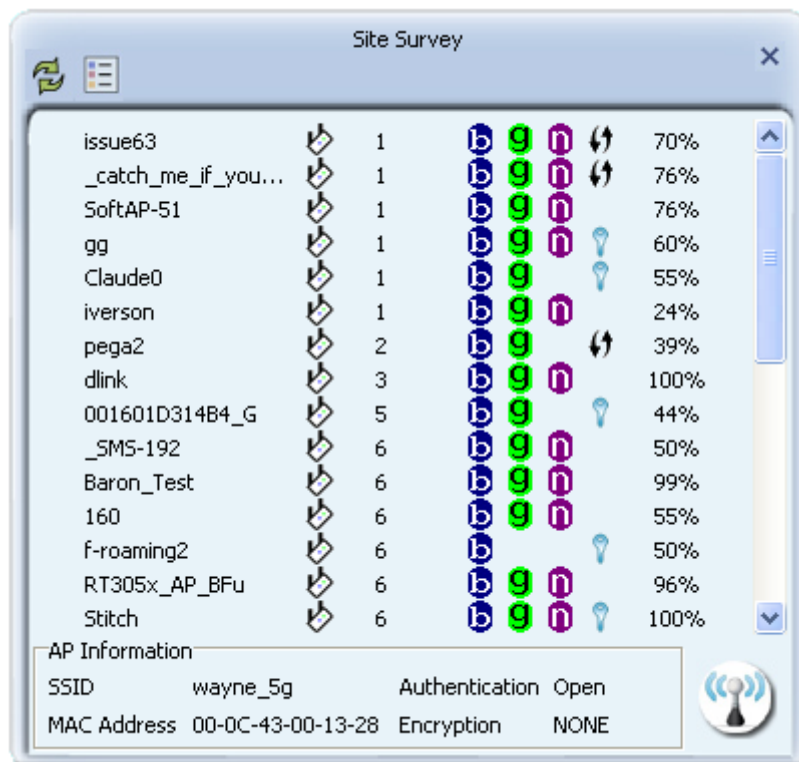 Site Survey
issue63 1 b g n 70%
_catch_me_if_you... 1 b g n 76%
SoftAP-51 1 b g n 76%
gg 1 b g n 60%
Claude0 1 b g 55%
iverson 1 b g n 24%
pega2 2 b g 39%
dlink 3 b g n 100%
001601D314B4_G 5 b g 44%
_SMS-192 6 b g n 50%
Baron_Test 6 b g n 99%
160 6 b g n 55%
f-roaming2 6 b 50%
RT305x_AP_BFu 6 b g n 96%
Stitch 6 b g n 100%
AP Information
SSID wayne_5g Authentication Open
MAC Address 00-0C-43-00-13-28 Encryption NONE